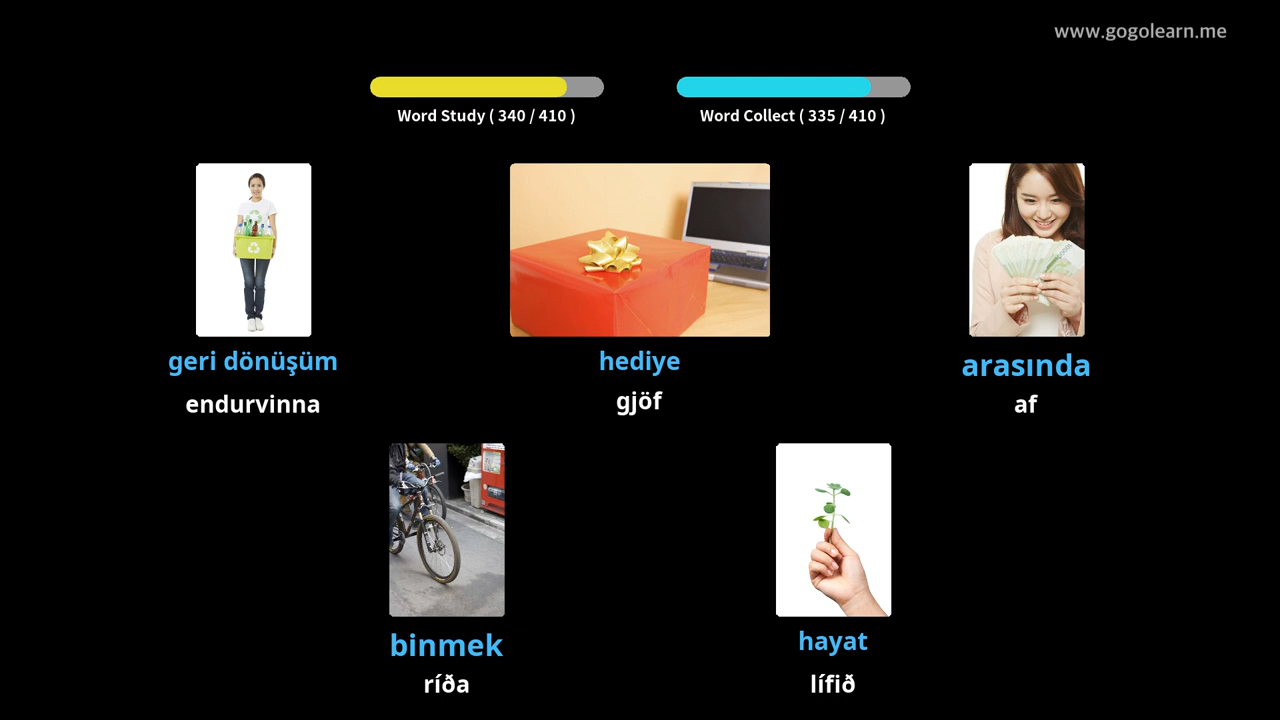 www.gogolearn.me
Word Study ( 340 / 410 )
Word Collect ( 335 / 410 )
geri dönüşüm
endurvinna
hediye
gjöf
arasında
af
binmek
ríða
hayat
lífið